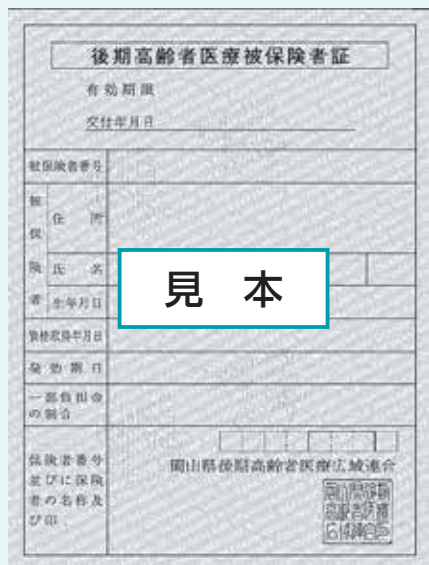 後期高齢者医療被保険者証
有効期限
交付年月日
被保険者番号
被保険者
住所
氏名
見本
生年月日
資格取得年月日
発効期日
一部負担金
の割合
保険者番号
並びに保険
者の名称及
び印
岡山県後期高齢者医療広域連合